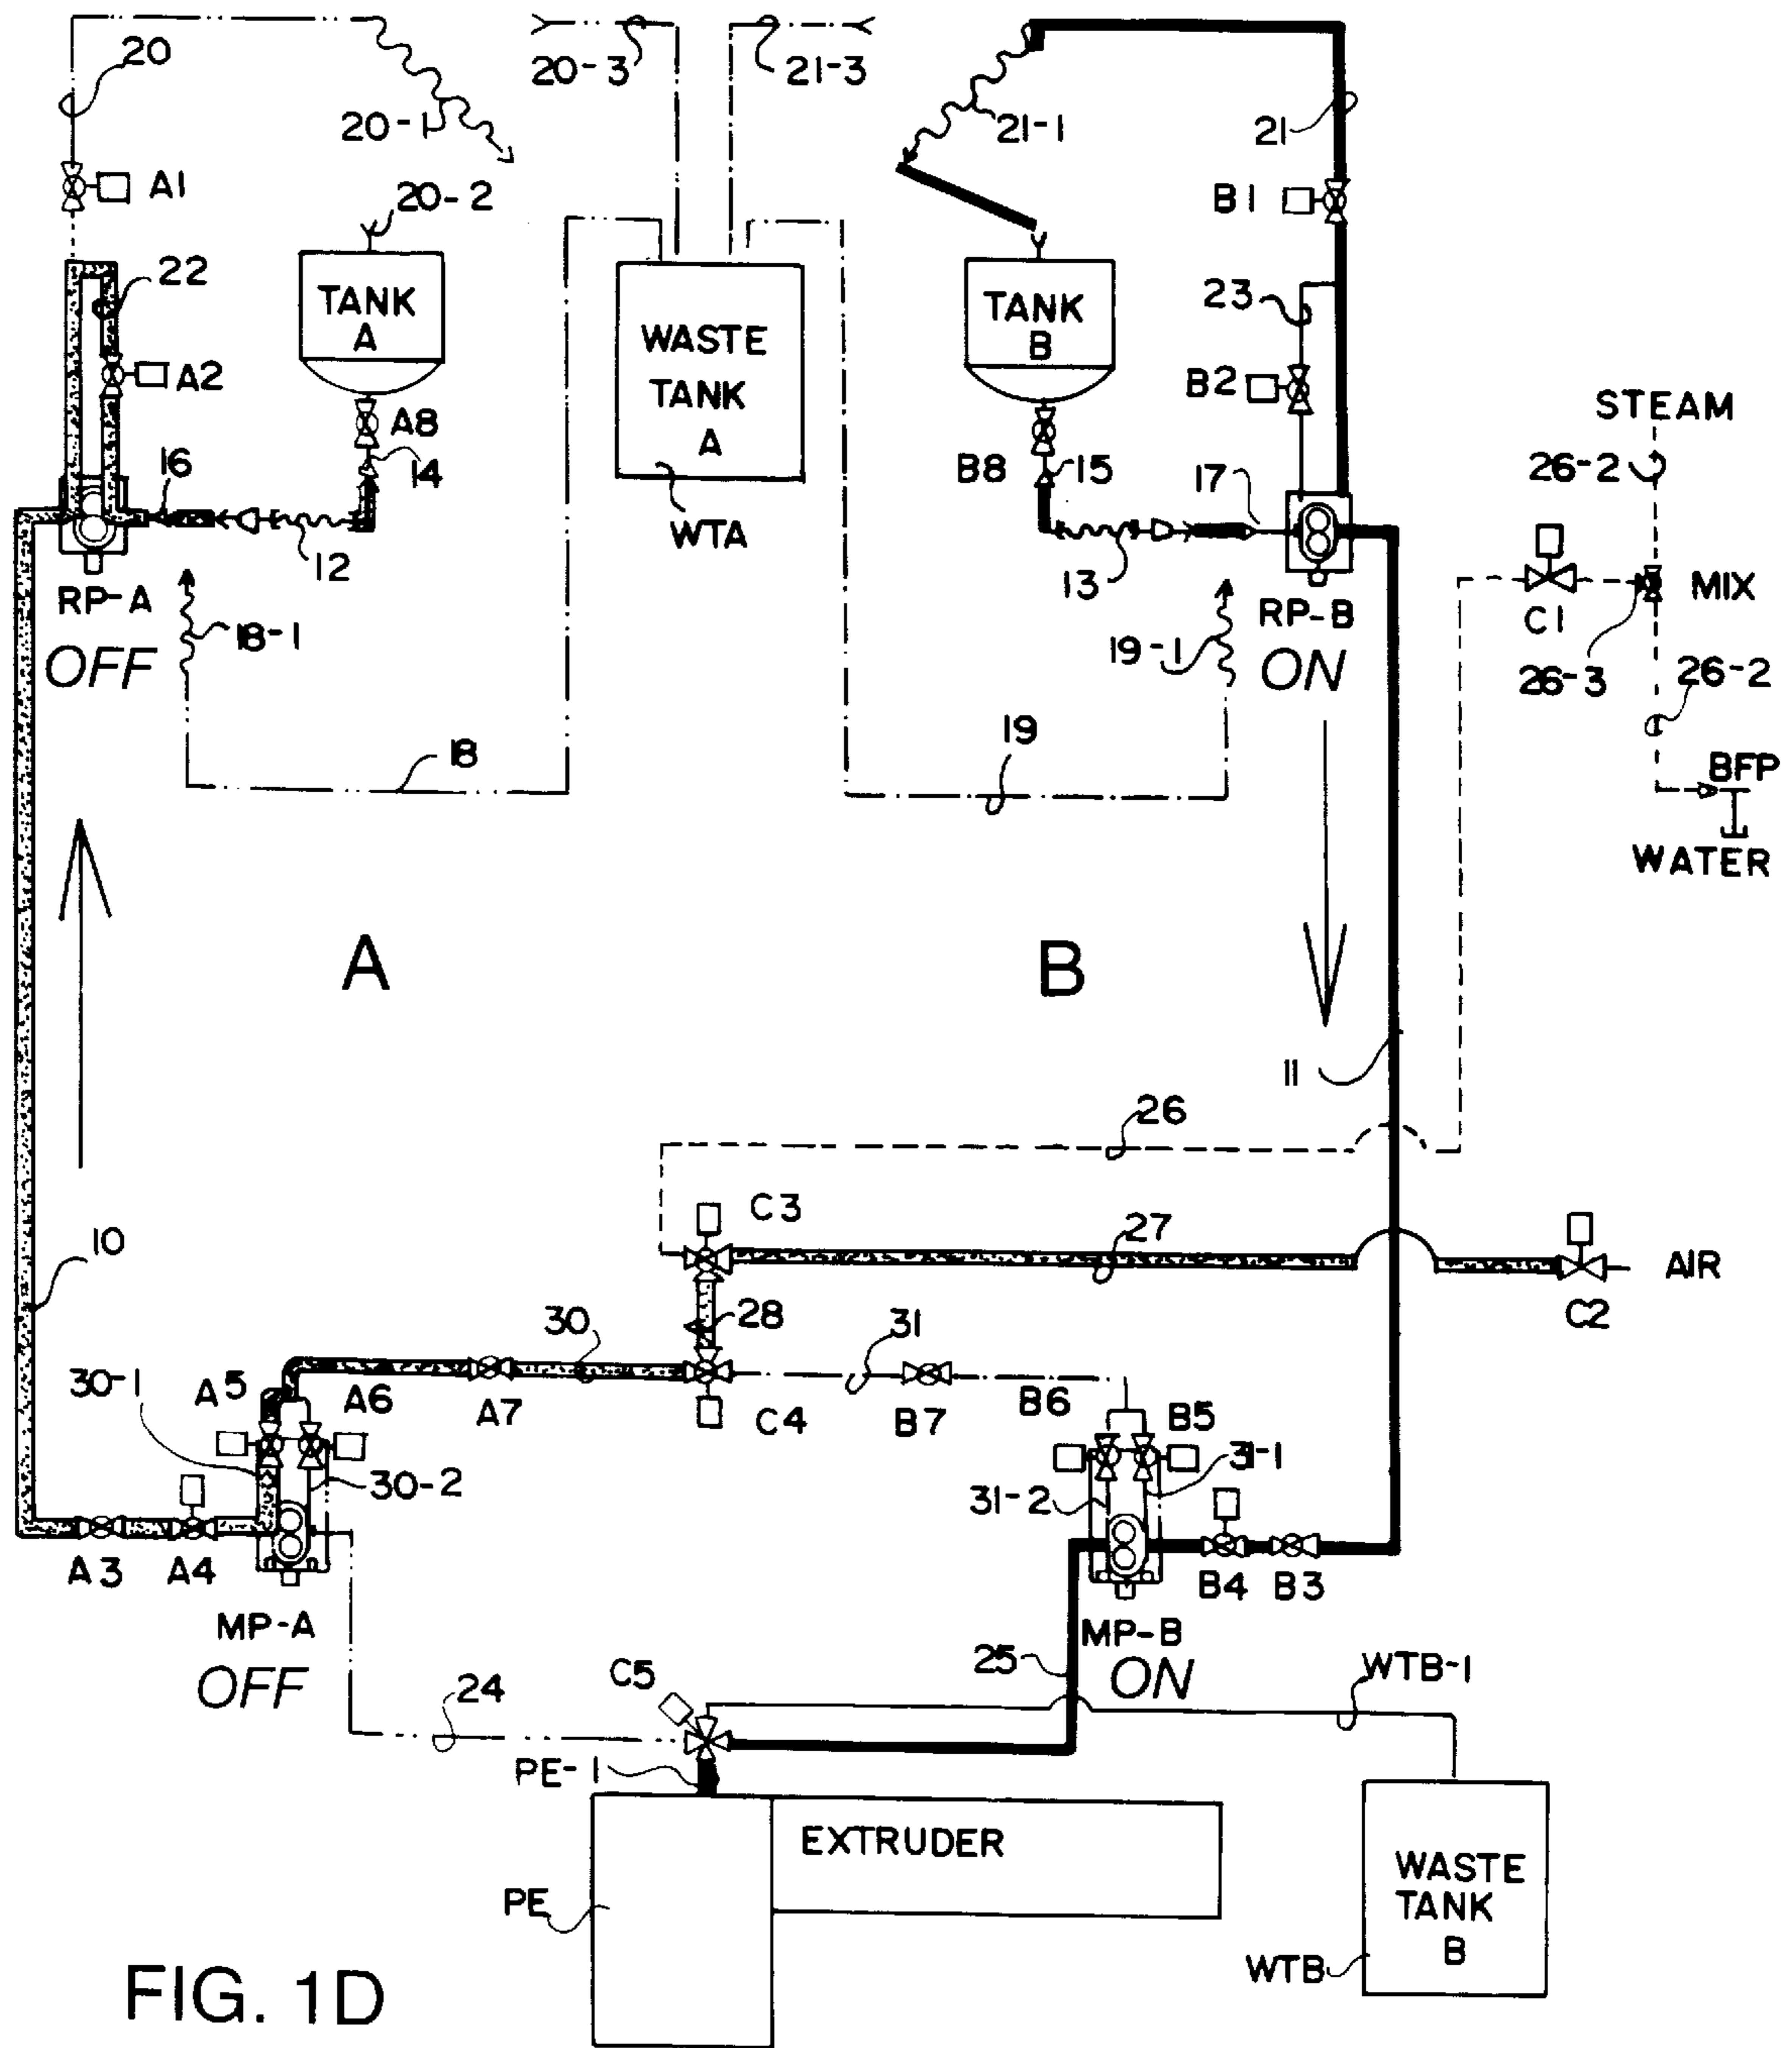 20
20-1
20-3
21-3
21-1
21
A1
20-2
B1
22
TANK
A
WASTE
TANK
A
TANK
B
23
A2
B2
STEAM
A8
16
14
B8
15
17
26-2
WTA
12
13
RP-A
RP-B
MIX
C1
18-1
19-1
OFF
ON
26-3
26-2
18
19
BFP
WATER
A
B
11
26
C3
10
27
AIR
C2
28
30
31
30-1
A5
A6
A7
C4
B7
B6
B5
31-1
30-2
31-2
A3
A4
B4
B3
MP-A
MP-B
OFF
C5
25
ON
WTB-1
24
PE-1
EXTRUDER
WASTE
TANK
B
PE
WTB
FIG. 1D